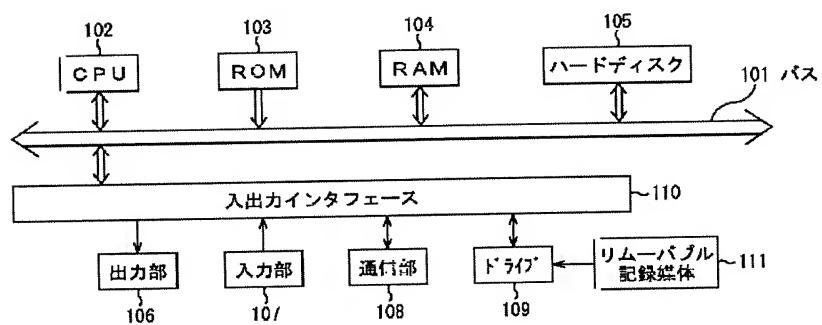 102
103
104
105
CPU
ROM
RAM
ハードディスク
101 バス
入出力インタフェース
110
出力部
入力部
通信部
ドライブ
リムーバブル
記録媒体
111
106
107
108
109